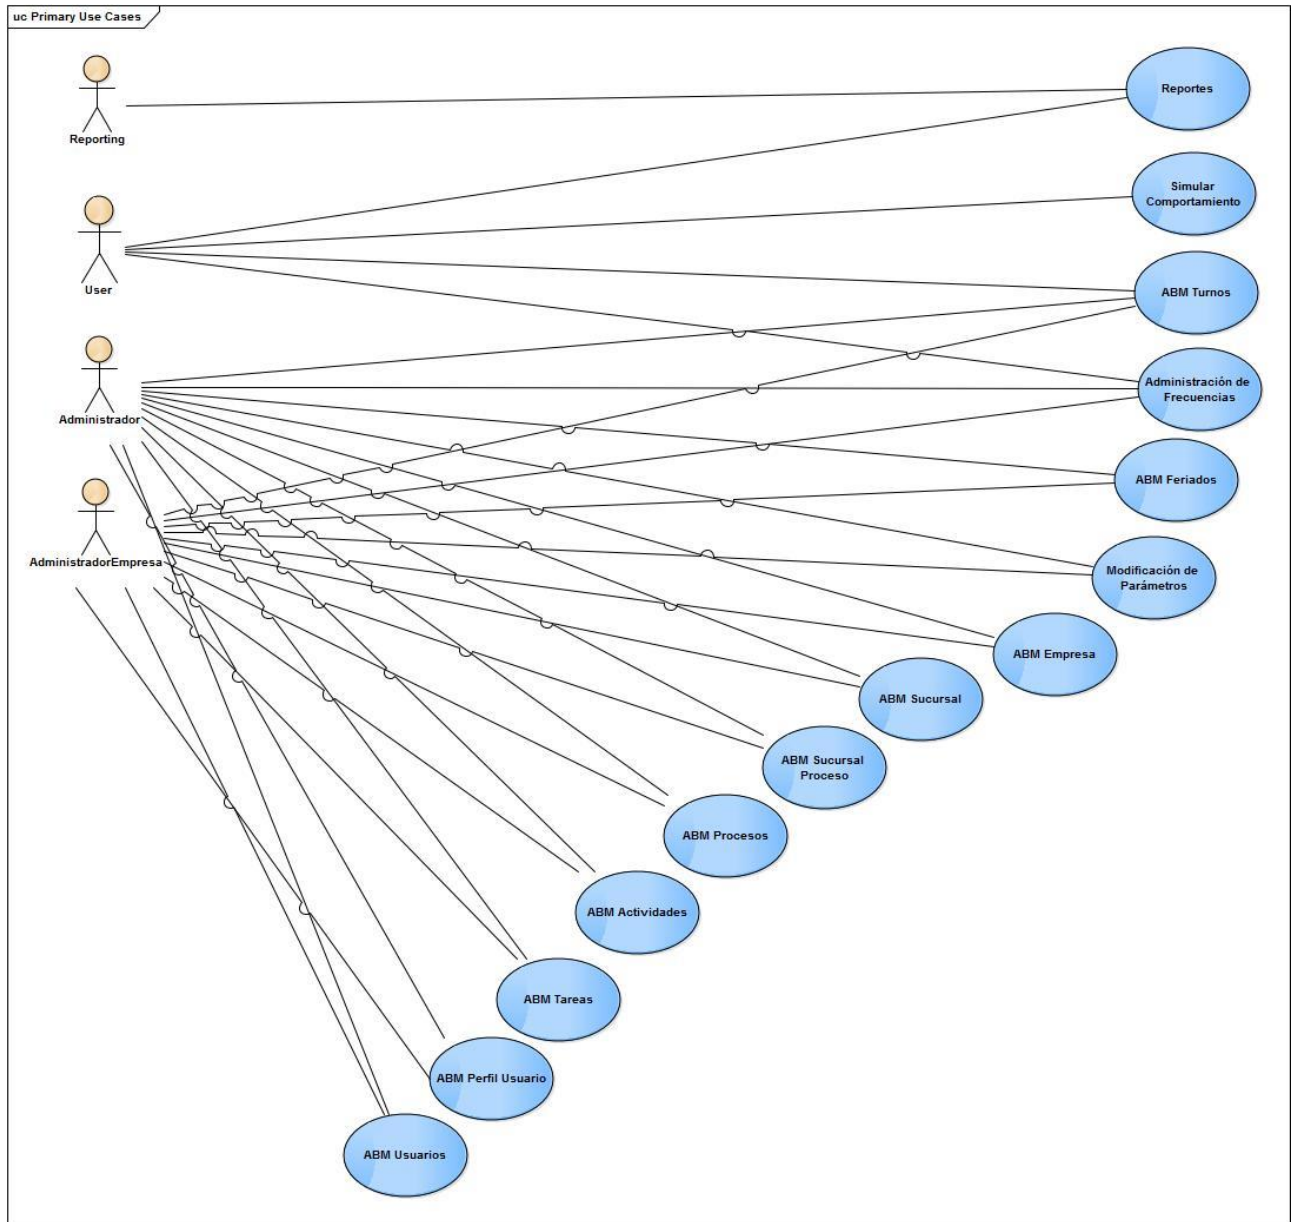 uc Primary Use Cases
Reporting
User
Administrador
AdministradorEmpresa
Reportes
Simular
Comportamiento
ABM Turnos
Administración de
Frecuencias
ABM Feriados
Modificación de
Parámetros
ABM Empresa
ABM Sucursal
ABM Sucursal
Proceso
ABM Procesos
ABM Actividades
ABM Tareas
ABM Perfil Usuario
ABM Usuarios